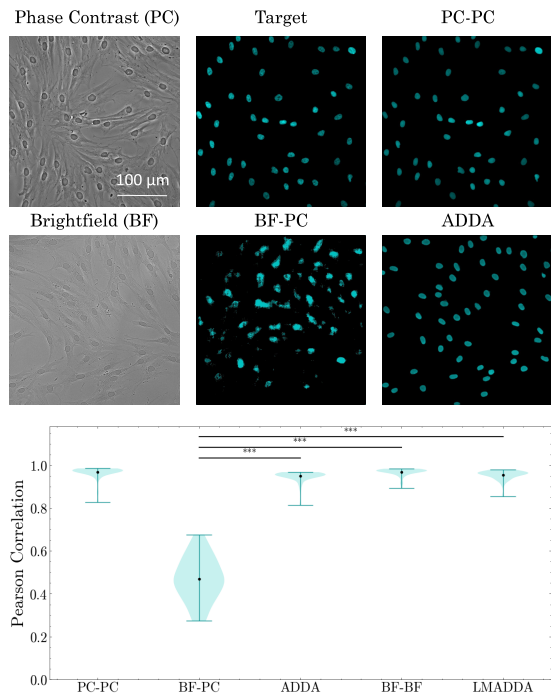 Phase Contrast (PC) Target PC-PC
100 µm
Brightfield (BF) BF-PC ADDA
***
***
***
1.0
0.8
0.6
0.4
0.2
0.0
Pearson Correlation
PC-PC BF-PC ADDA BF-BF LMADDA